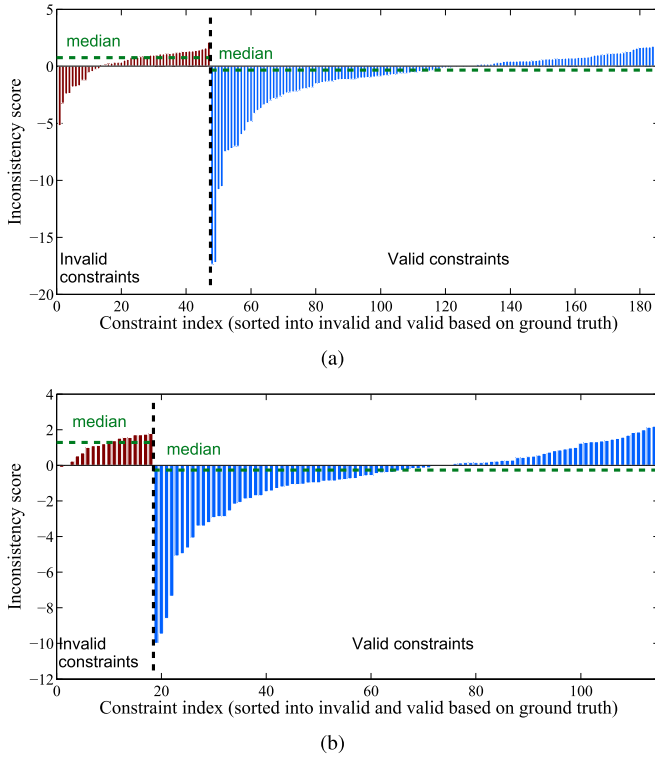 5
median
median
0
−5
−10
−15
−20
Inconsistency score
Invalid
constraints
Valid constraints
0 20 40 60 80 100 120 140 160 180
Constraint index (sorted into invalid and valid based on ground truth)
(a)
4
median
2
median
0
−2
−4
−6
−8
−10
−12
Inconsistency score
Invalid
constraints
Valid constraints
0 20 40 60 80 100
Constraint index (sorted into invalid and valid based on ground truth)
(b)